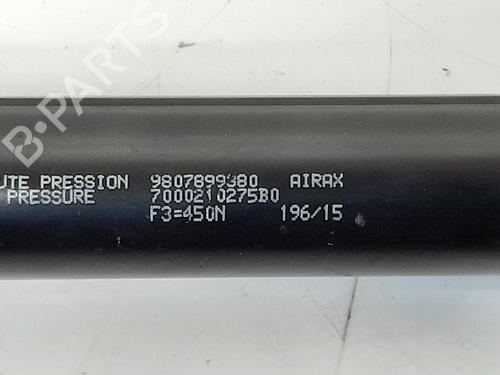 B-PARTS
UTE PRESSION 9807899380 AIRAX
PRESSURE 7000210275B0
F3=450N 196/15